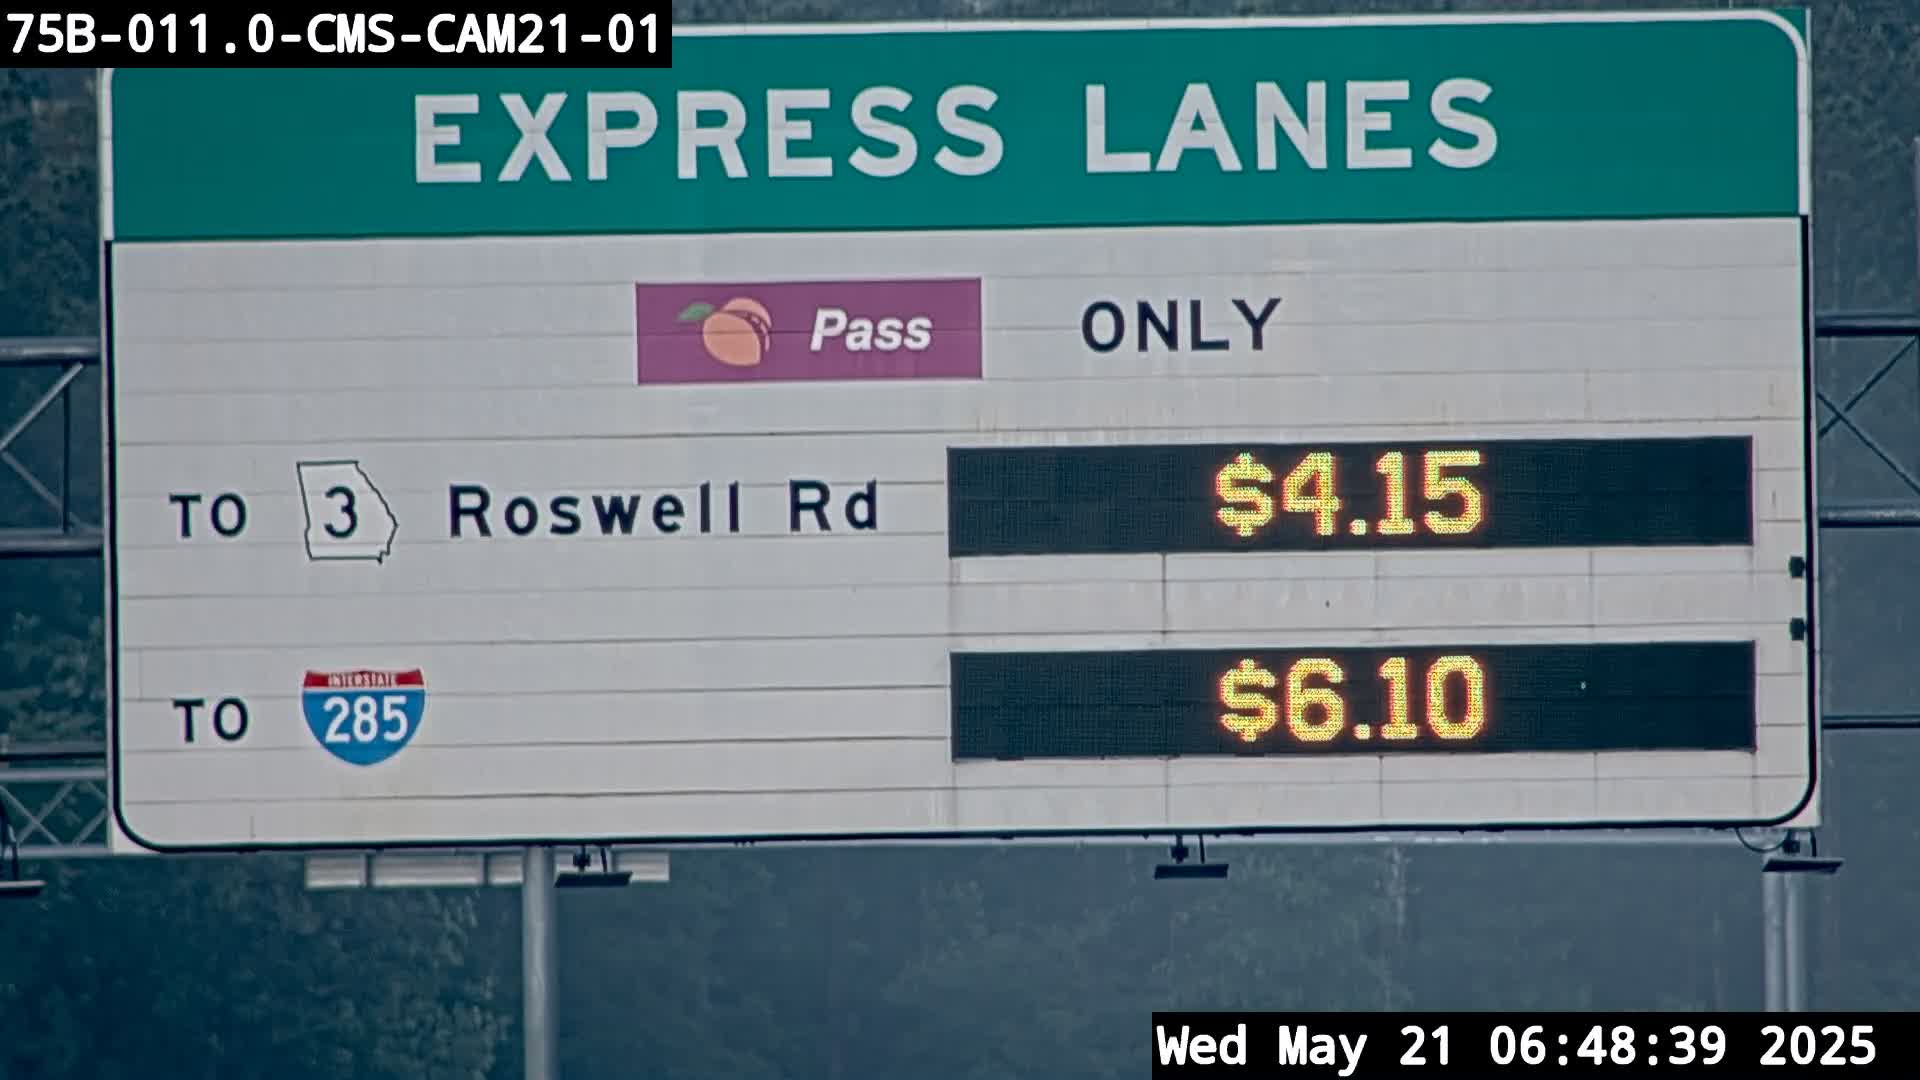 75B-011.0-CMS-CAM21-01
EXPRESS LANES
Pass ONLY
TO 3 Roswell Rd $4.15
TO INTERSTATE 285 $6.10
Wed May 21 06:48:39 2025